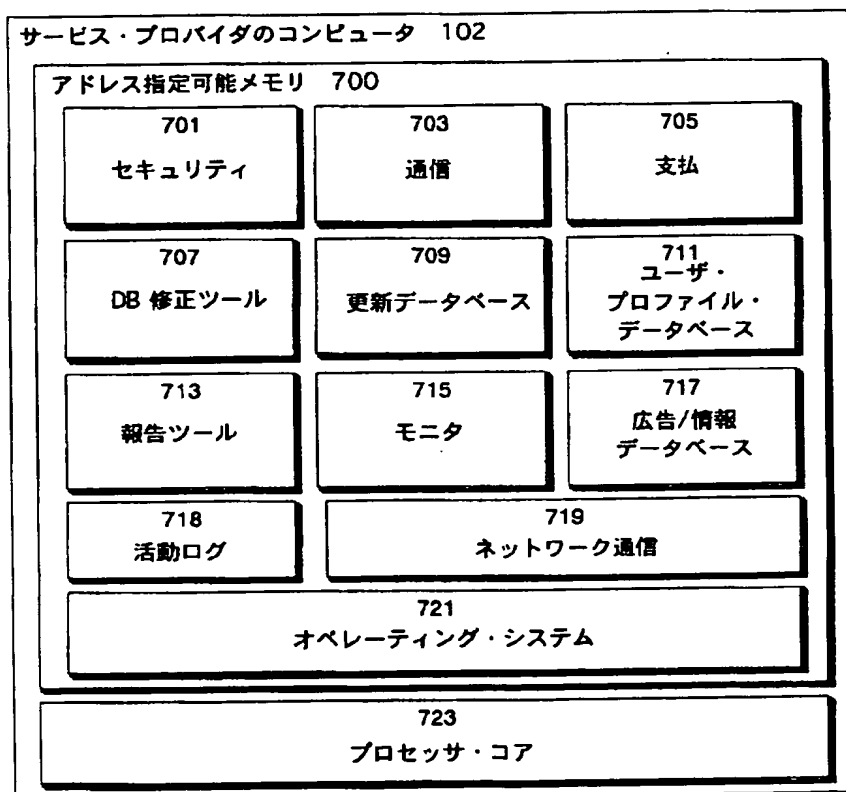 サービス・プロバイダのコンピュータ 102
アドレス指定可能メモリ 700
701
セキュリティ
703
通信
705
支払
707
DB 修正ツール
709
更新データベース
711
ユーザ・
プロファイル・
データベース
713
報告ツール
715
モニタ
717
広告/情報
データベース
718
活動ログ
719
ネットワーク通信
721
オペレーティング・システム
723
プロセッサ・コア